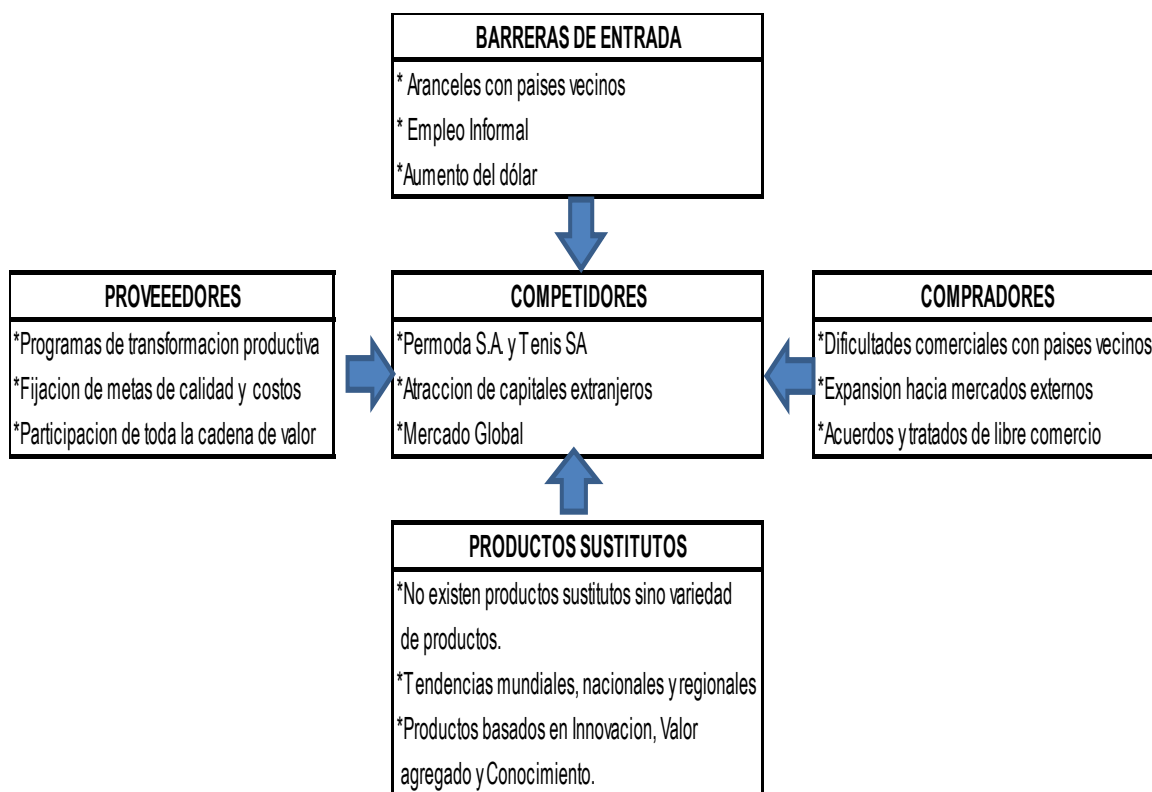 BARRERAS DE ENTRADA
* Aranceles con paises vecinos
* Empleo Informal
*Aumento del dólar
PROVEEEDORES
*Programas de transformacion productiva
*Fijacion de metas de calidad y costos
*Participacion de toda la cadena de valor
COMPETIDORES
*Permoda S.A. y Tenis SA
*Atraccion de capitales extranjeros
*Mercado Global
COMPRADORES
*Dificultades comerciales con paises vecinos
*Expansion hacia mercados externos
*Acuerdos y tratados de libre comercio
PRODUCTOS SUSTITUTOS
*No existen productos sustitutos sino variedad
de productos.
*Tendencias mundiales, nacionales y regionales
*Productos basados en Innovacion, Valor
agregado y Conocimiento.